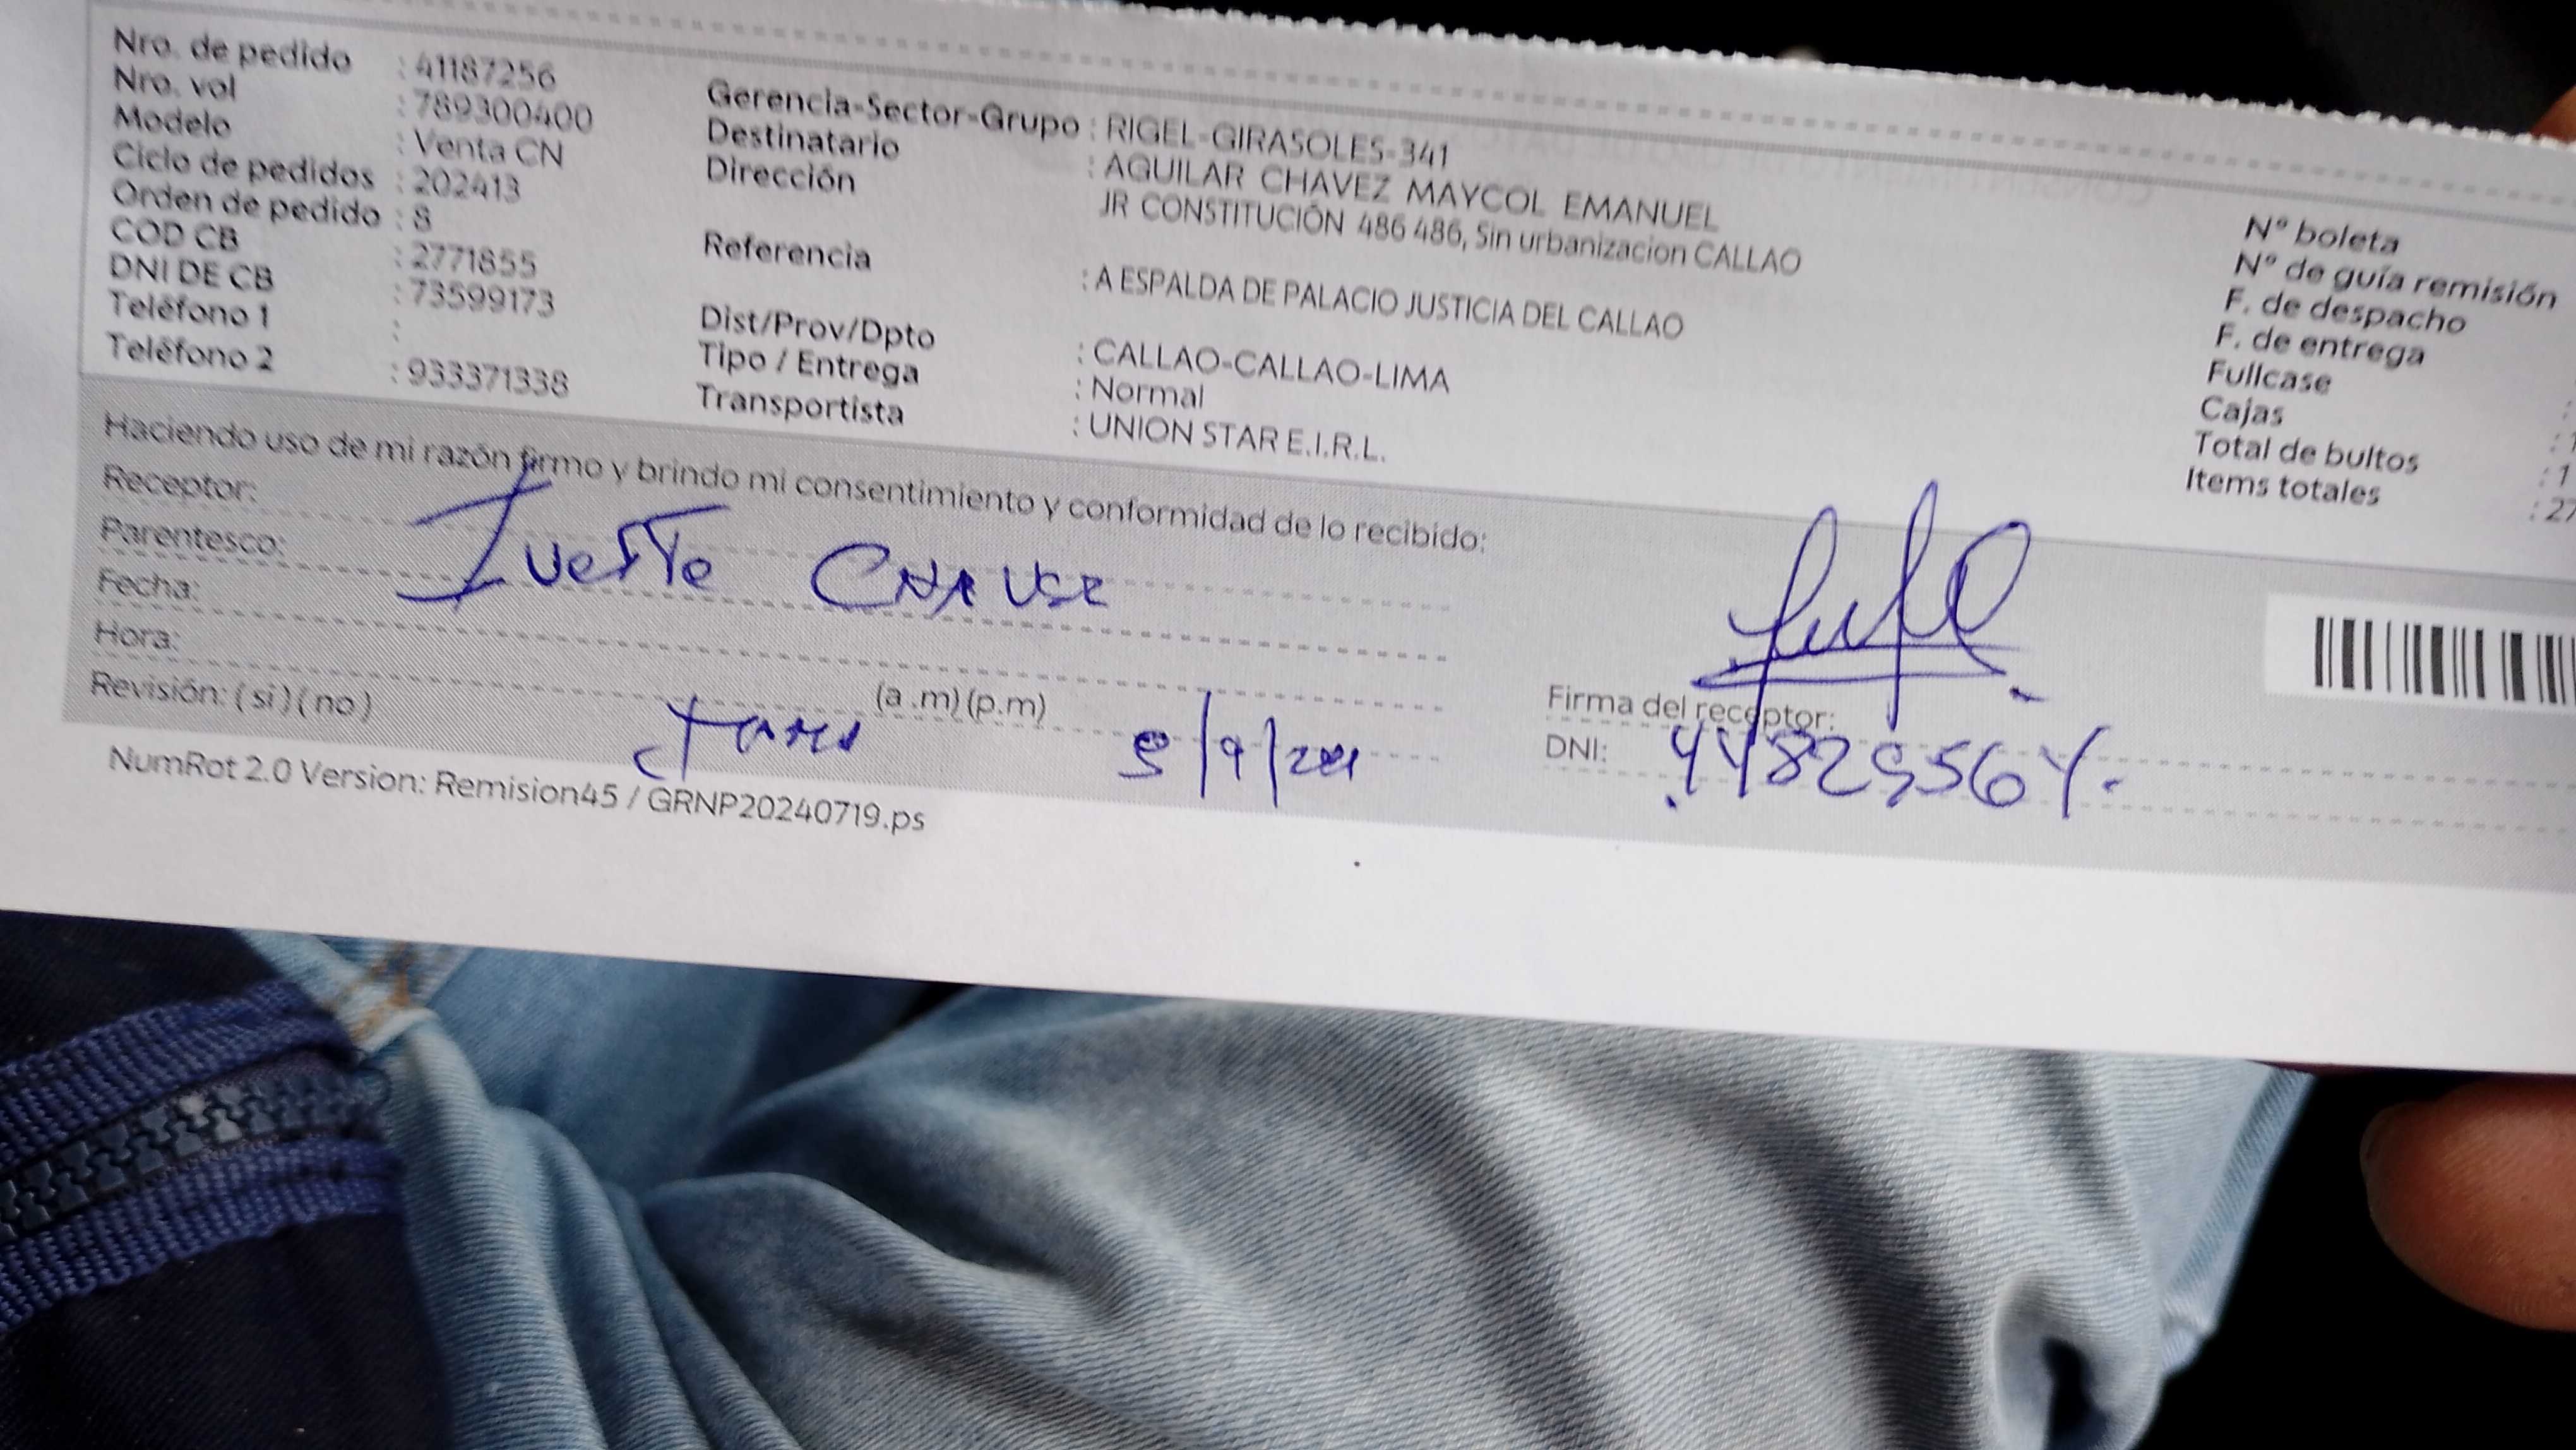 Nro. de pedido : 41187256
Nro. vol : 789300400
Modelo : Venta CN
Ciclo de pedidos : 202413
Orden de pedido : 8
COD CB : 2771855
DNI DE CB : 73599173
Teléfono 1 :
Teléfono 2 : 933371338
Gerencia-Sector-Grupo : RIGEL-GIRASOLES-341
Destinatario : AGUILAR CHAVEZ MAYCOL EMANUEL
Dirección JR CONSTITUCIÓN 486 486, Sin urbanizacion CALLAO
Referencia : A ESPALDA DE PALACIO JUSTICIA DEL CALLAO
Dist/Prov/Dpto : CALLAO-CALLAO-LIMA
Tipo / Entrega : Normal
Transportista : UNION STAR E.I.R.L.
N° boleta
N° de guía remisión
F. de despacho
F. de entrega
Fullcase :
Cajas : 1
Total de bultos : 1
Items totales : 27
Haciendo uso de mi razón firmo y brindo mi consentimiento y conformidad de lo recibido:
Receptor:
Parentesco: Ivette
Fecha:
Hora: (a .m) (p.m)
Revisión: ( si ) ( no ) 5/9/
Firma del receptor:
DNI:
NumRot 2.0 Version: Remision45 / GRNP20240719.ps